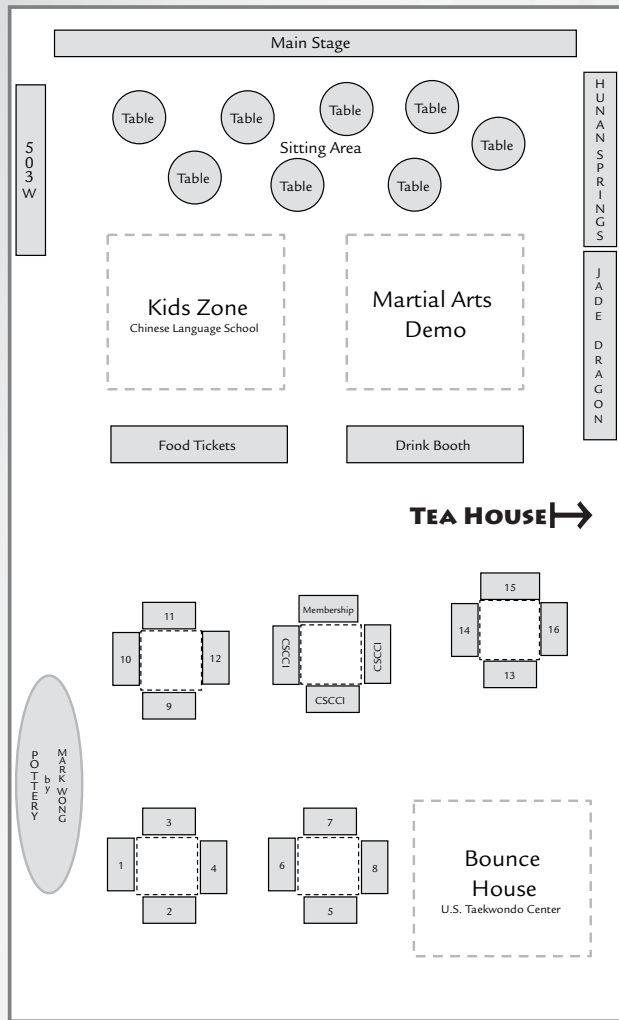 Main Stage
503W
HUNAN SPRINGS
Table
Table
Table
Table
Table
Sitting Area
Table
Table
Table
Kids Zone
Chinese Language School
Martial Arts
Demo
JADE DRAGON
Food Tickets
Drink Booth
TEA HOUSE
11
10
12
9
Membership
CSCCI
CSCCI
CSCCI
15
14
16
13
POTTERY
by
MARK WONG
3
1
4
2
7
6
8
5
Bounce
House
U.S. Taekwondo Center